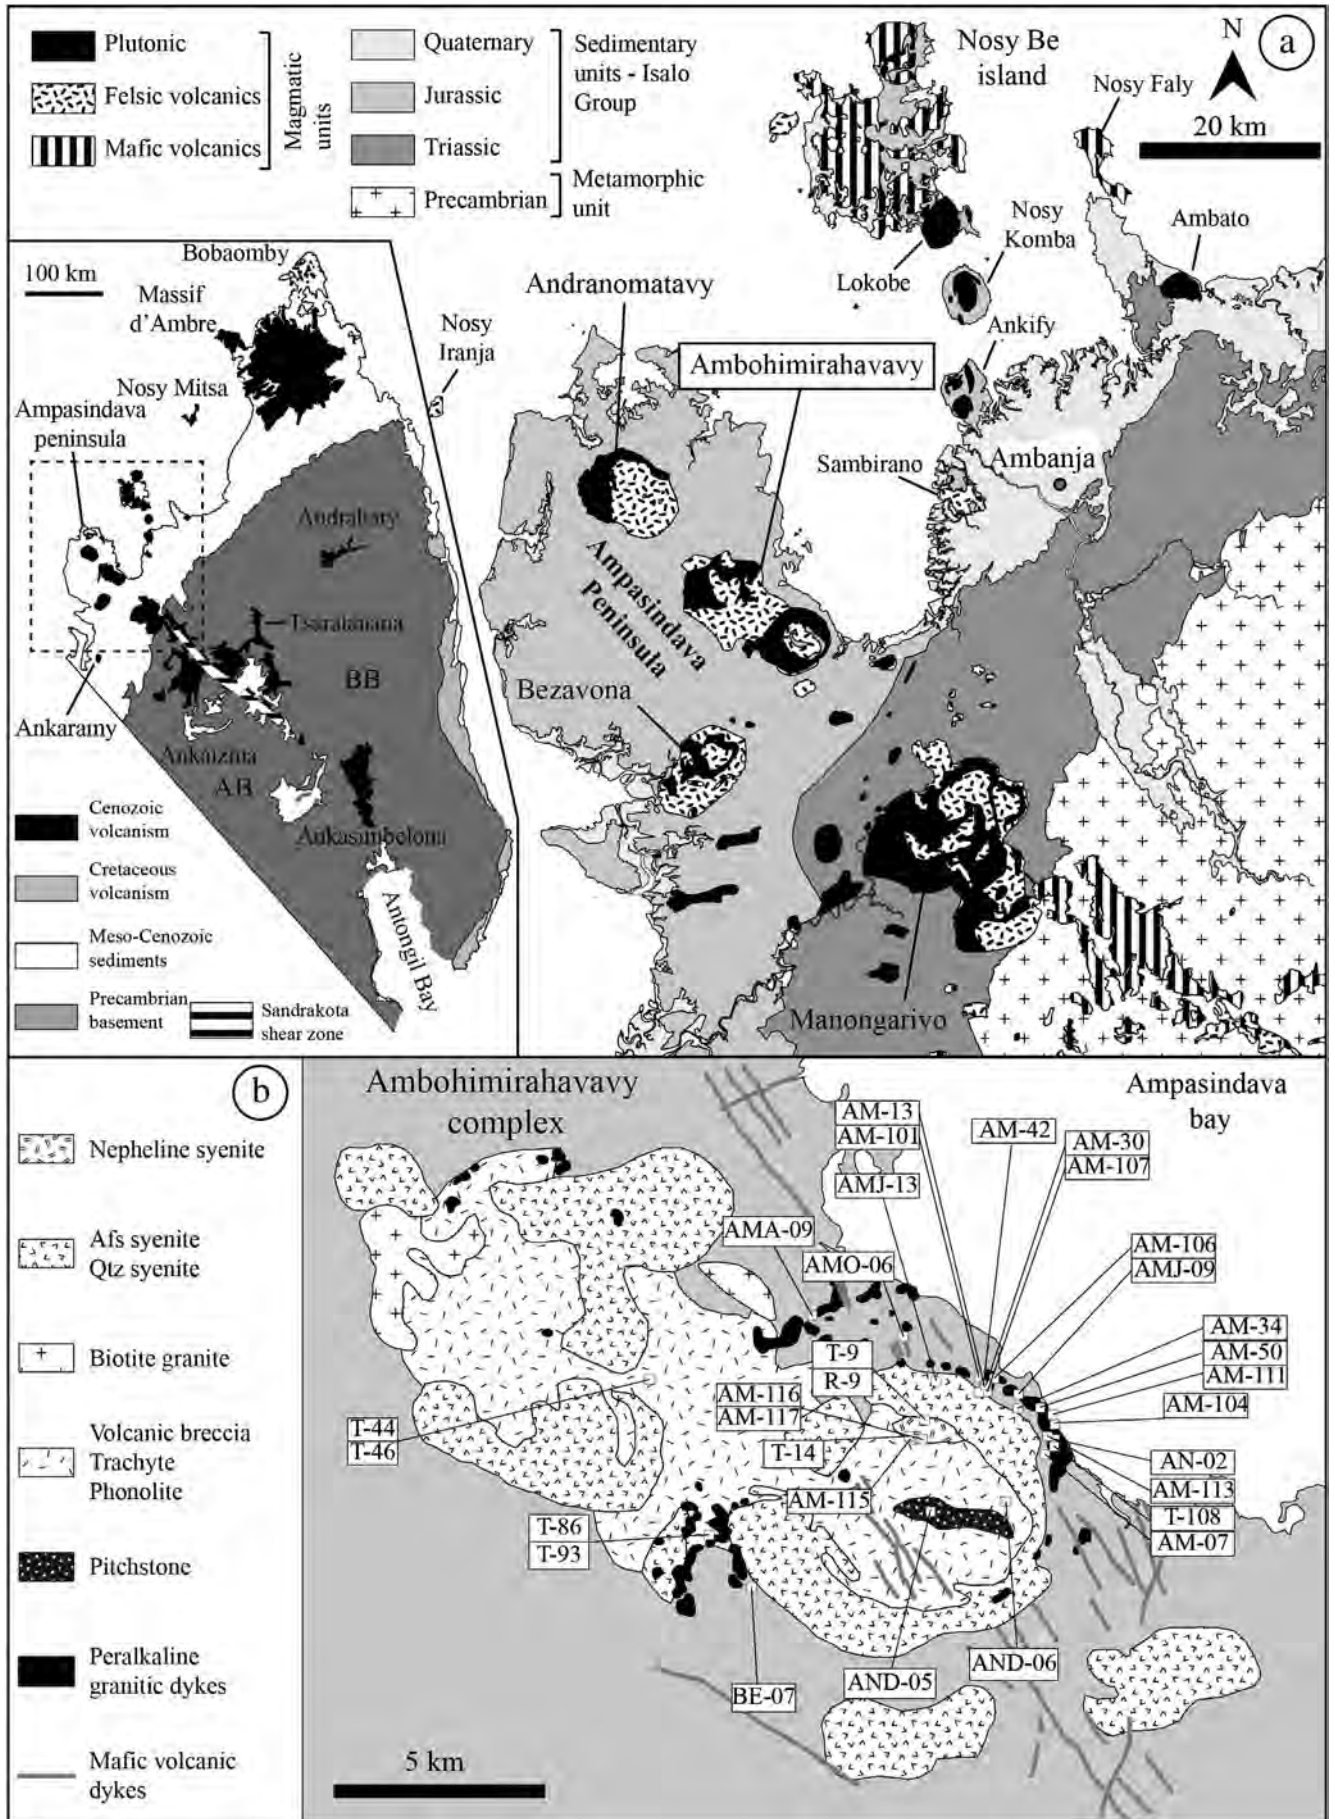 Plutonic
Felsic volcanics
Mafic volcanics
Magmatic
units
Quaternary
Jurassic
Triassic
Precambrian
Sedimentary
units - Isalo
Group
Metamorphic
unit
Nosy Be
island
N
a
Nosy Faly
20 km
Nosy
Komba
Ambato
Lokobe
Ankify
Andranomatavy
Ambohimirahavavy
Sambirano
Ambanja
Ampasindava
Peninsula
Bezavona
Manongarivo
Nosy
Iranja
100 km
Bobaomby
Massif
d'Ambre
Nosy Mitsa
Ampasindava
peninsula
Andrahary
Tsaratanana
BB
Ankaramy
Ankaizina
AB
Ankasimbelona
Antongil Bay
Cenozoic
volcanism
Cretaceous
volcanism
Meso-Cenozoic
sediments
Precambrian
basement
Sandrakota
shear zone
b
Nepheline syenite
Afs syenite
Qtz syenite
Biotite granite
Volcanic breccia
Trachyte
Phonolite
Pitchstone
Peralkaline
granitic dykes
Mafic volcanic
dykes
Ambohimirahavavy
complex
Ampasindava
bay
AM-13
AM-101
AM-42
AM-30
AM-107
AMJ-13
AMA-09
AMO-06
AM-106
AMJ-09
T-9
R-9
AM-34
AM-50
AM-111
AM-104
AM-116
AM-117
T-14
T-44
T-46
AN-02
AM-113
T-108
AM-07
AM-115
T-86
T-93
BE-07
AND-05
AND-06
5 km